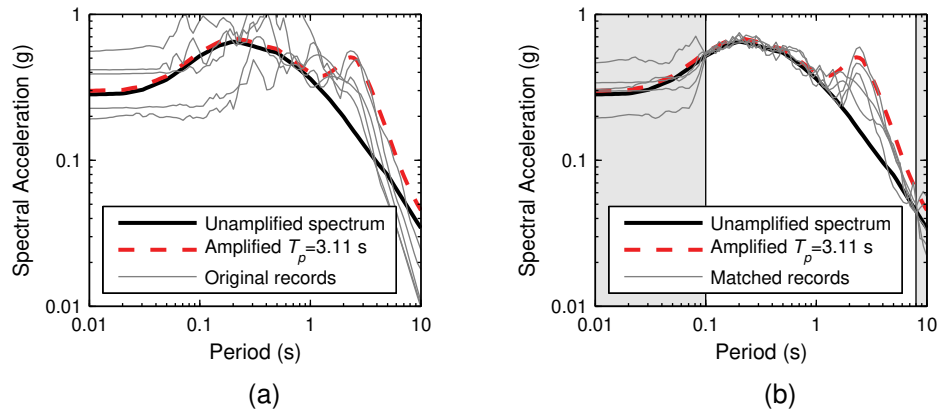 1
0.1
0.01
Spectral Acceleration (g)
Unamplified spectrum
Amplified T_p=3.11 s
Original records
0.01 0.1 1 10
Period (s)
(a)
1
0.1
0.01
Spectral Acceleration (g)
Unamplified spectrum
Amplified T_p=3.11 s
Matched records
0.01 0.1 1 10
Period (s)
(b)